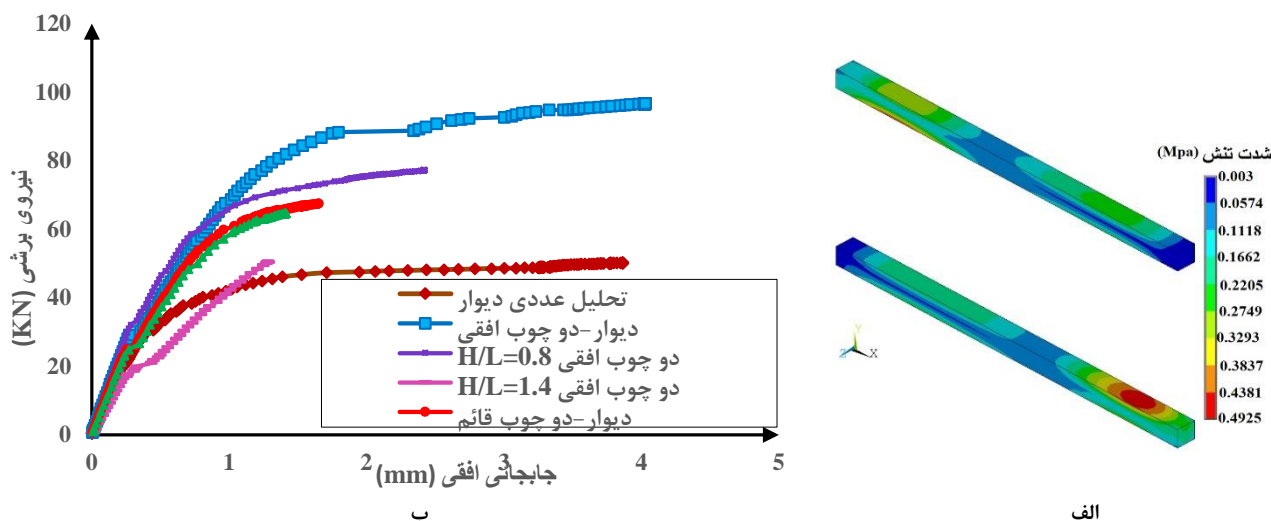 120
100
80
60
40
20
0
نیروی برشی (KN)
0
1
2
3
4
5
جابجائی افقی (mm)
تحلیل عددی دیوار
دیوار-دو چوب افقی
دو چوب افقی H/L=0.8
دو چوب افقی H/L=1.4
دیوار-دو چوب قائم
ب
شدت تنش (Mpa)
0.003
0.0574
0.1118
0.1662
0.2205
0.2749
0.3293
0.3837
0.4381
0.4925
Y
Z
X
الف